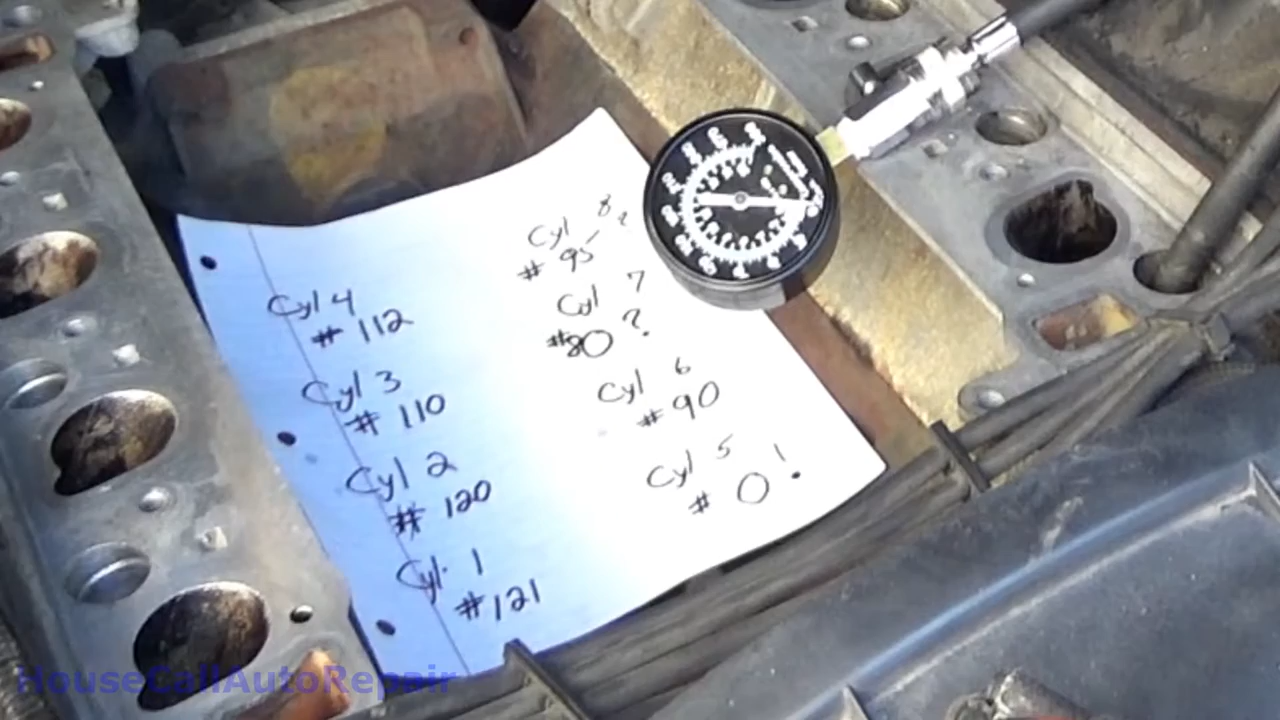 Cyl 4
# 112
Cyl 3
# 110
Cyl 2
# 120
Cyl. 1
# 121
Cyl 8
# 95- ?
Cyl 7
#80 ?
Cyl 6
# 90
Cyl 5
# 0!
HouseCallAutoRepair